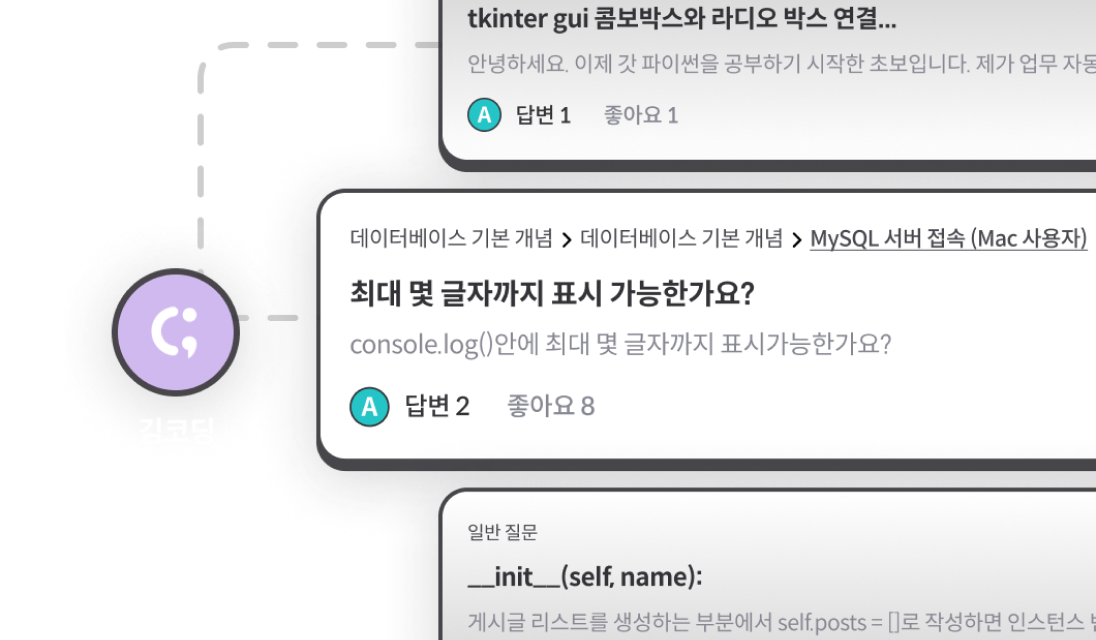 tkinter gui 콤보박스와 라디오 박스 연결...
안녕하세요. 이제 갓 파이썬을 공부하기 시작한 초보입니다. 제가 업무 자동
A 답변 1 좋아요 1
데이터베이스 기본 개념 > 데이터베이스 기본 개념 > MySQL 서버 접속 (Mac 사용자)
최대 몇 글자까지 표시 가능한가요?
console.log()안에 최대 몇 글자까지 표시가능한가요?
A 답변 2 좋아요 8
김코딩
일반 질문
__init__(self, name):
게시글 리스트를 생성하는 부분에서 self.posts = []로 작성하면 인스턴스